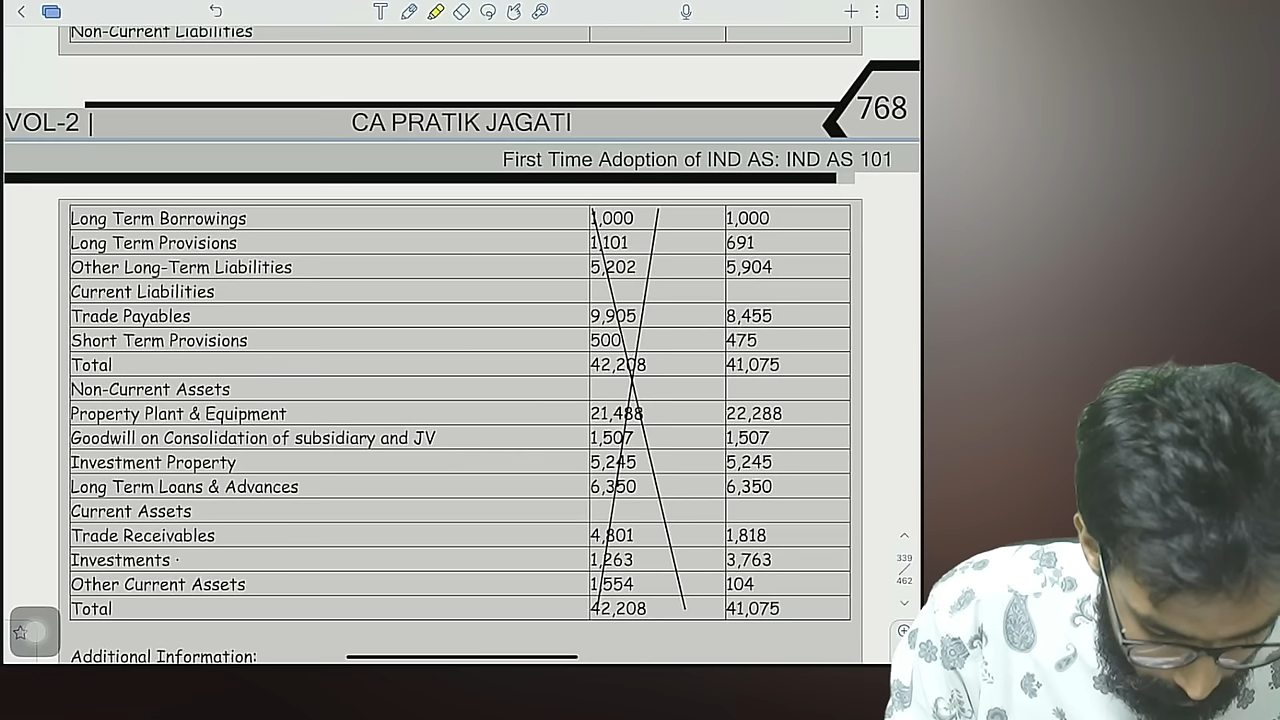 Non-Current Liabilities
VOL-2 | CA PRATIK JAGATI 768
First Time Adoption of IND AS: IND AS 101
Long Term Borrowings 1,000 1,000
Long Term Provisions 1,101 691
Other Long-Term Liabilities 5,202 5,904
Current Liabilities
Trade Payables 9,905 8,455
Short Term Provisions 500 475
Total 42,208 41,075
Non-Current Assets
Property Plant & Equipment 21,488 22,288
Goodwill on Consolidation of subsidiary and JV 1,507 1,507
Investment Property 5,245 5,245
Long Term Loans & Advances 6,350 6,350
Current Assets
Trade Receivables 4,801 1,818
Investments 1,263 3,763
Other Current Assets 1,554 104
Total 42,208 41,075
Additional Information:
339
462